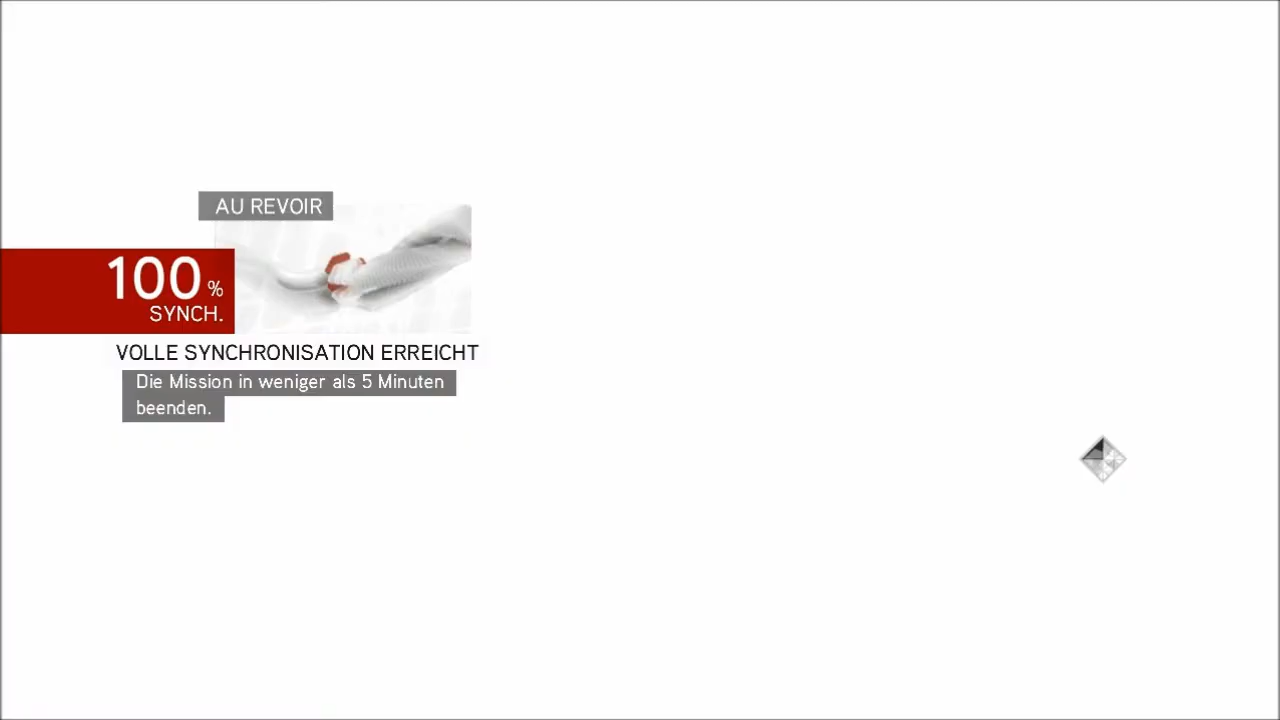 AU REVOIR
100 %
SYNCH.
VOLLE SYNCHRONISATION ERREICHT
Die Mission in weniger als 5 Minuten
beenden.